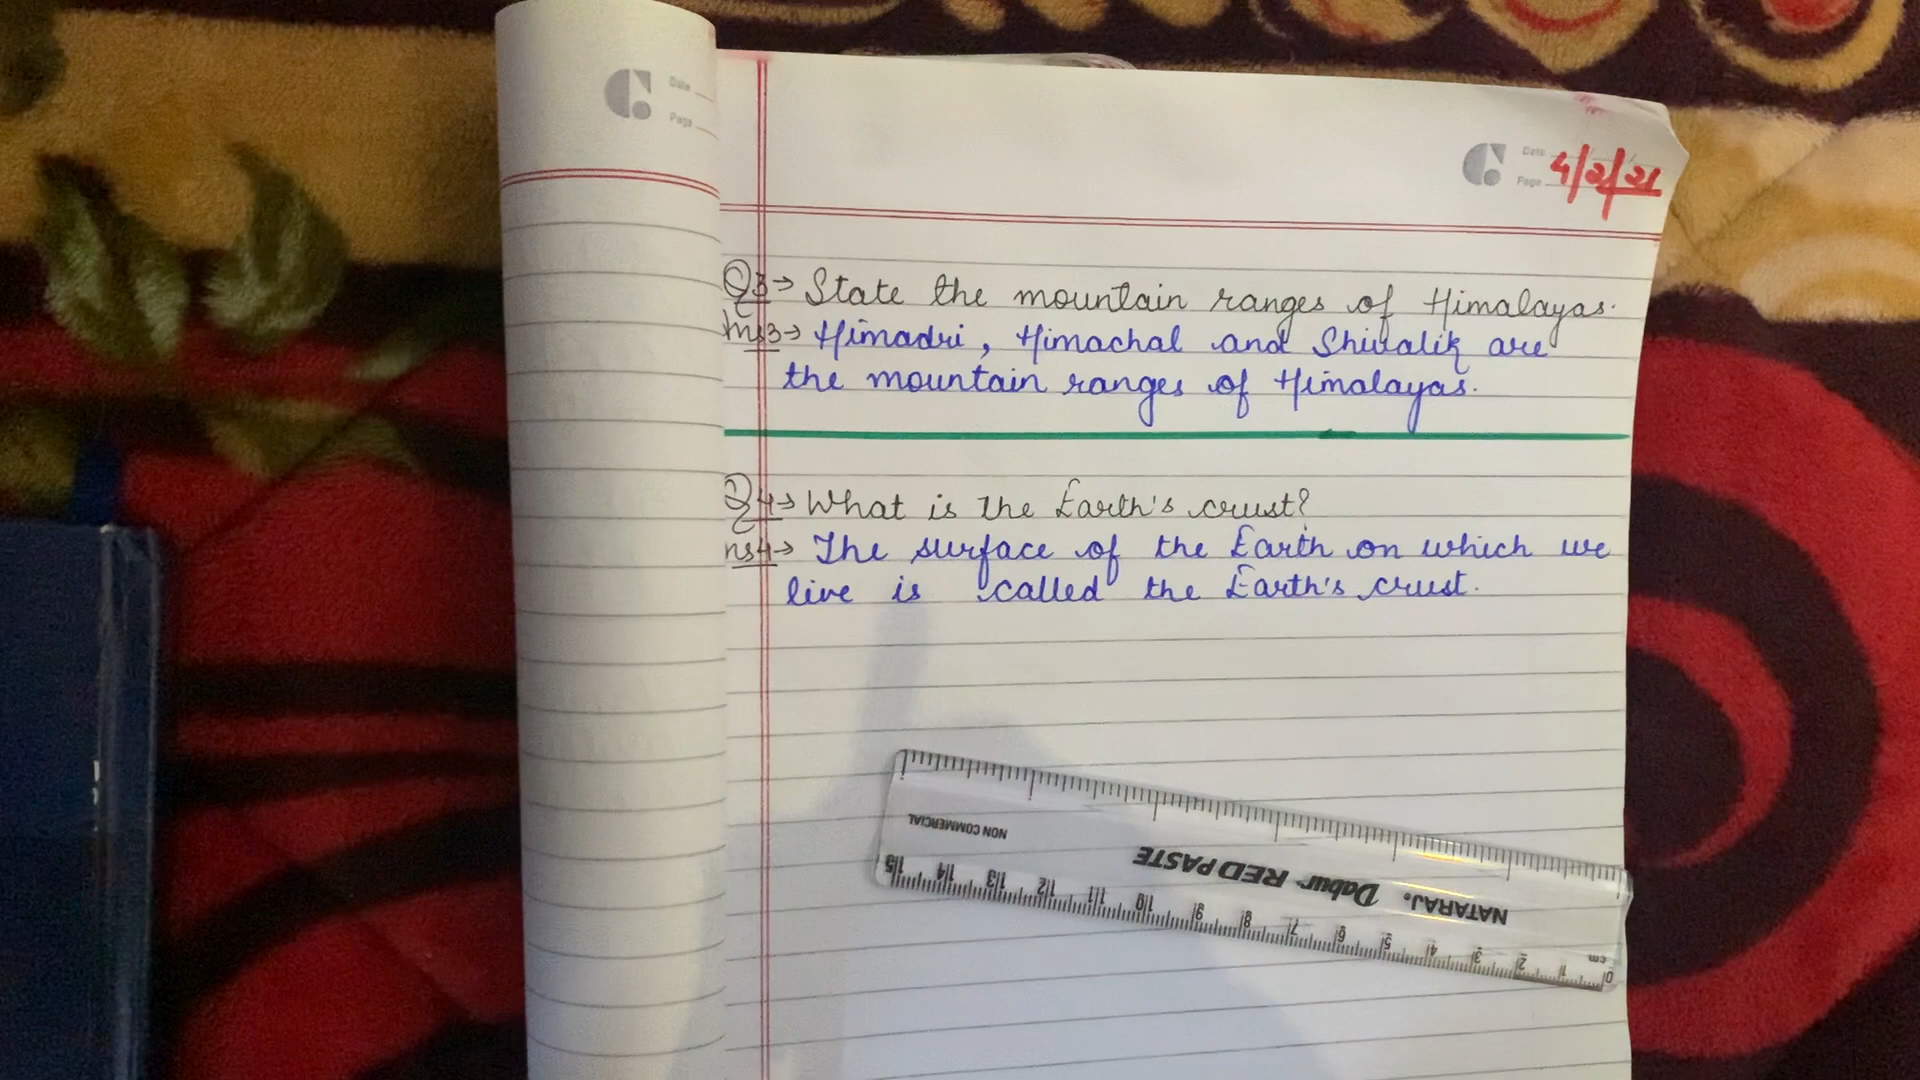 Date
Page
Date 4/2/21
Page
Q3→ State the mountain ranges of Himalayas.
Ans3→ Himadri, Himachal and Shivalik are
the mountain ranges of Himalayas.
Q4→ What is the Earth's crust?
ns4→ The surface of the Earth on which we
live is called the Earth's crust.
NON COMMERCIAL
NATARAJ. Dabur RED PASTE
0 1 2 3 4 5 6 7 8 9 10 11 12 13 14 15
cm